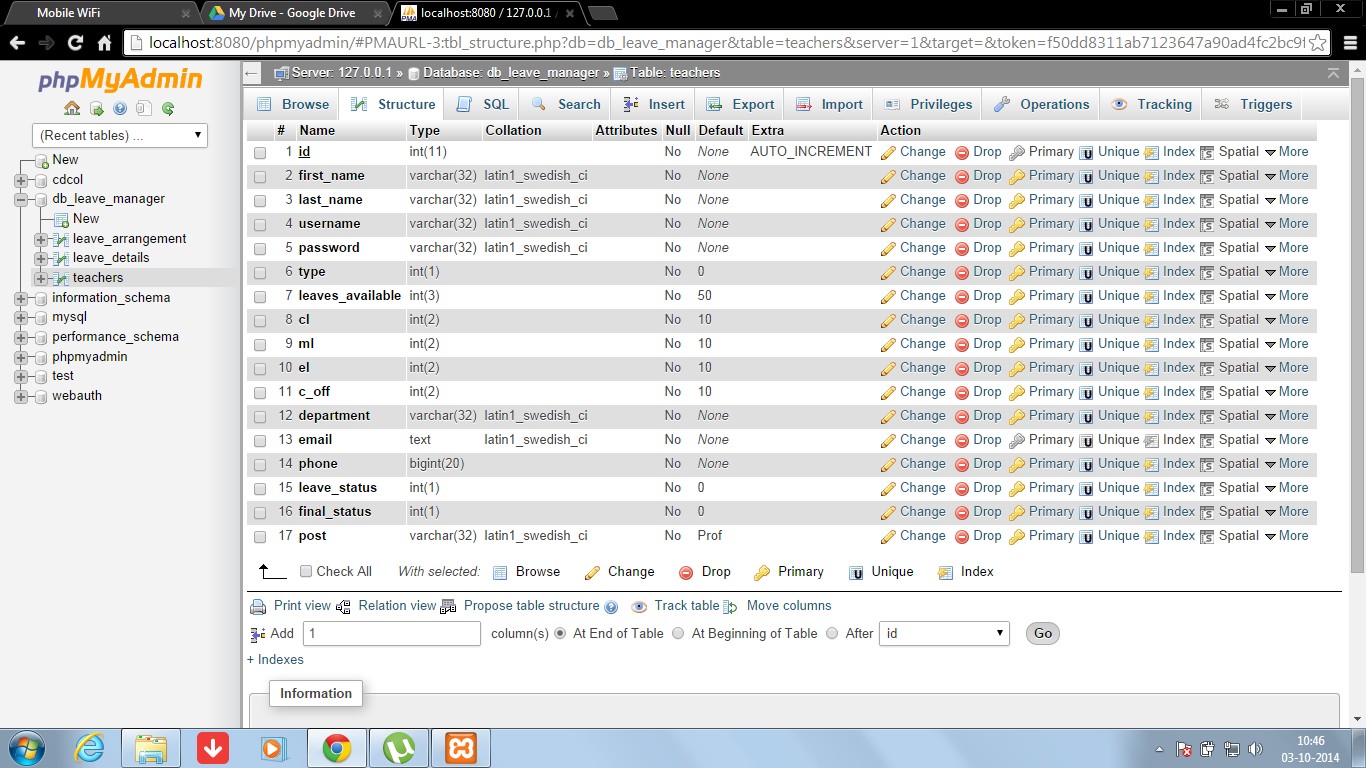 Mobile WiFi
My Drive - Google Drive
localhost:8080 / 127.0.0.1
localhost:8080/phpmyadmin/#PMAURL-3:tbl_structure.php?db=db_leave_manager&table=teachers&server=1&target=&token=f50dd8311ab7123647a90ad4fc2bc9f
phpMyAdmin
(Recent tables) ...
New
cdcol
db_leave_manager
New
leave_arrangement
leave_details
teachers
information_schema
mysql
performance_schema
phpmyadmin
test
webauth
Server: 127.0.0.1 » Database: db_leave_manager » Table: teachers
Browse Structure SQL Search Insert Export Import Privileges Operations Tracking Triggers
# Name Type Collation Attributes Null Default Extra Action
1 id int(11) No None AUTO_INCREMENT Change Drop Primary Unique Index Spatial More
2 first_name varchar(32) latin1_swedish_ci No None Change Drop Primary Unique Index Spatial More
3 last_name varchar(32) latin1_swedish_ci No None Change Drop Primary Unique Index Spatial More
4 username varchar(32) latin1_swedish_ci No None Change Drop Primary Unique Index Spatial More
5 password varchar(32) latin1_swedish_ci No None Change Drop Primary Unique Index Spatial More
6 type int(1) No 0 Change Drop Primary Unique Index Spatial More
7 leaves_available int(3) No 50 Change Drop Primary Unique Index Spatial More
8 cl int(2) No 10 Change Drop Primary Unique Index Spatial More
9 ml int(2) No 10 Change Drop Primary Unique Index Spatial More
10 el int(2) No 10 Change Drop Primary Unique Index Spatial More
11 c_off int(2) No 10 Change Drop Primary Unique Index Spatial More
12 department varchar(32) latin1_swedish_ci No None Change Drop Primary Unique Index Spatial More
13 email text latin1_swedish_ci No None Change Drop Primary Unique Index Spatial More
14 phone bigint(20) No None Change Drop Primary Unique Index Spatial More
15 leave_status int(1) No 0 Change Drop Primary Unique Index Spatial More
16 final_status int(1) No 0 Change Drop Primary Unique Index Spatial More
17 post varchar(32) latin1_swedish_ci No Prof Change Drop Primary Unique Index Spatial More
Check All With selected: Browse Change Drop Primary Unique Index
Print view Relation view Propose table structure Track table Move columns
Add 1 column(s) At End of Table At Beginning of Table After id Go
+ Indexes
Information
10:46
03-10-2014